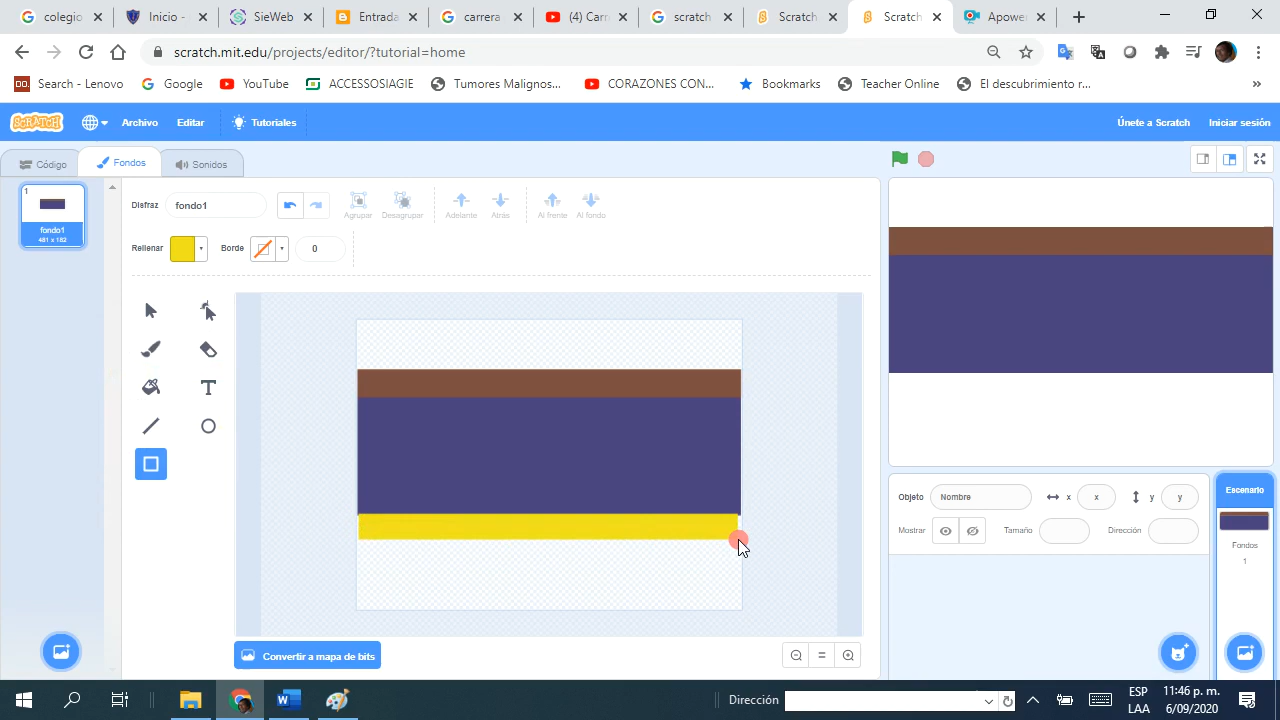 colegio
Inicio -
SieWeb
Entrada
carrera
(4) Carr
scratch
Scratch
Scratch
Apower
scratch.mit.edu/projects/editor/?tutorial=home
Search - Lenovo
Google
YouTube
ACCESSOSIAGIE
Tumores Malignos...
CORAZONES CON...
Bookmarks
Teacher Online
El descubrimiento r...
»
SCRATCH
Archivo
Editar
Tutoriales
Únete a Scratch
Iniciar sesión
Código
Fondos
Sonidos
1
fondo1
481 x 182
Disfraz
fondo1
Agrupar
Desagrupar
Adelante
Atrás
Al frente
Al fondo
Rellenar
Borde
0
T
Convertir a mapa de bits
Objeto
Nombre
x
x
y
y
Mostrar
Tamaño
Dirección
Escenario
Fondos
1
Dirección
ESP
LAA
11:46 p. m.
6/09/2020